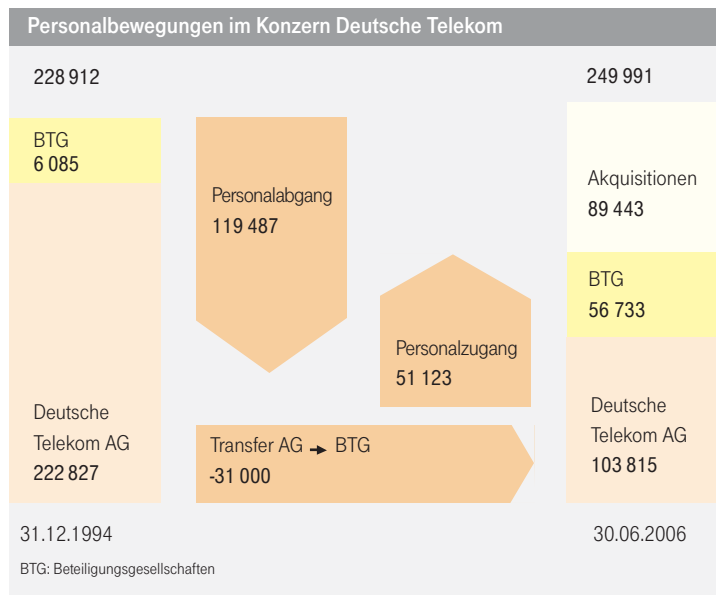 Personalbewegungen im Konzern Deutsche Telekom
228 912
BTG
6 085
Deutsche
Telekom AG
222 827
31.12.1994
Personalabgang
119 487
Personalzugang
51 123
Transfer AG → BTG
-31 000
249 991
Akquisitionen
89 443
BTG
56 733
Deutsche
Telekom AG
103 815
30.06.2006
BTG: Beteiligungsgesellschaften